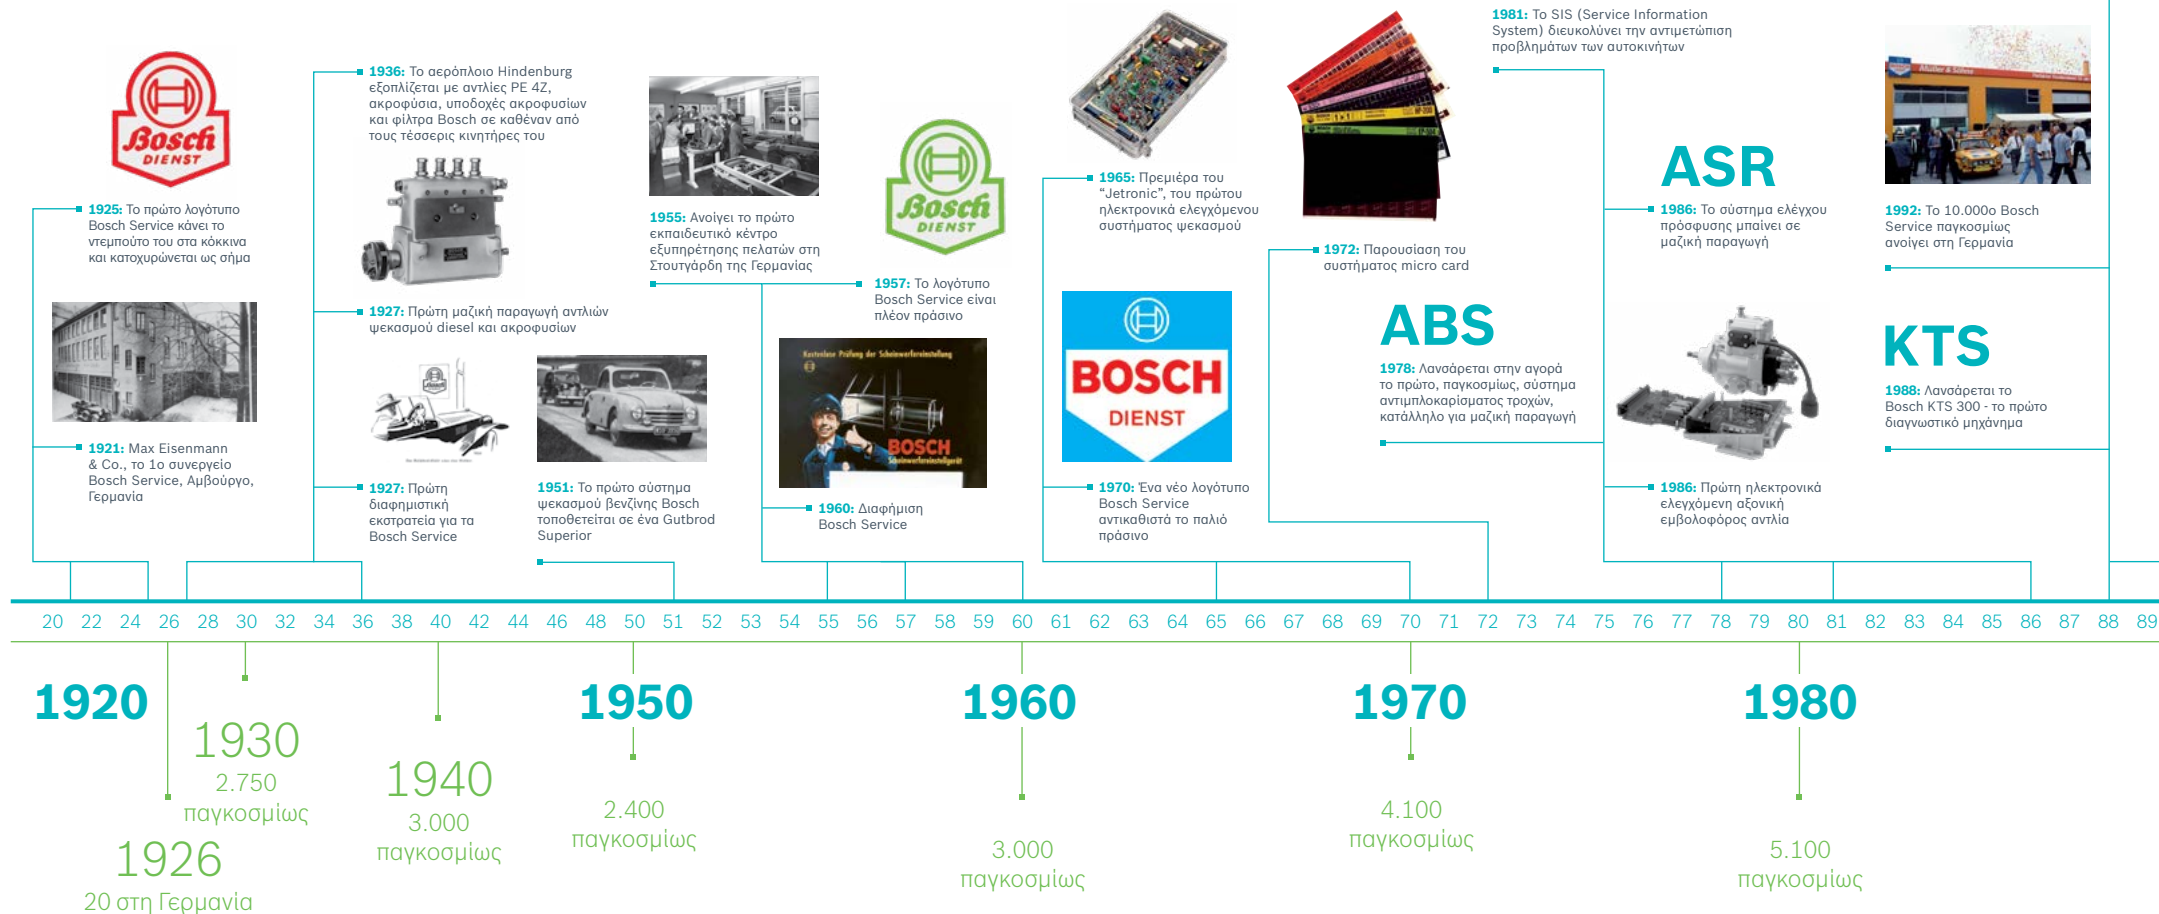 Bosch
DIENST
1925: Το πρώτο λογότυπο
Bosch Service κάνει το
ντεμπούτο του στα κόκκινα
και κατοχυρώνεται ως σήμα
1921: Max Eisenmann
& Co., το 1ο συνεργείο
Bosch Service, Αμβούργο,
Γερμανία
1936: Το αερόπλοιο Hindenburg
εξοπλίζεται με αντλίες PE 4Z,
ακροφύσια, υποδοχές ακροφυσίων
και φίλτρα Bosch σε καθέναν από
τους τέσσερις κινητήρες του
1927: Πρώτη μαζική παραγωγή αντλιών
ψεκασμού diesel και ακροφυσίων
1927: Πρώτη
διαφημιστική
εκστρατεία για τα
Bosch Service
1951: Το πρώτο σύστημα
ψεκασμού βενζίνης Bosch
τοποθετείται σε ένα Gutbrod
Superior
1955: Ανοίγει το πρώτο
εκπαιδευτικό κέντρο
εξυπηρέτησης πελατών στη
Στουτγάρδη της Γερμανίας
Bosch
DIENST
1957: Το λογότυπο
Bosch Service είναι
πλέον πράσινο
Kostenlose Prüfung der Scheinwerfereinstellung
BOSCH
Scheinwerfereinstellgerät
1960: Διαφήμιση
Bosch Service
1965: Πρεμιέρα του
“Jetronic”, του πρώτου
ηλεκτρονικά ελεγχόμενου
συστήματος ψεκασμού
BOSCH
DIENST
1970: Ένα νέο λογότυπο
Bosch Service
αντικαθιστά το παλιό
πράσινο
1972: Παρουσίαση του
συστήματος micro card
ABS
1978: Λανσάρεται στην αγορά
το πρώτο, παγκοσμίως, σύστημα
αντιμπλοκαρίσματος τροχών,
κατάλληλο για μαζική παραγωγή
1981: Το SIS (Service Information
System) διευκολύνει την αντιμετώπιση
προβλημάτων των αυτοκινήτων
ASR
1986: Το σύστημα ελέγχου
πρόσφυσης μπαίνει σε
μαζική παραγωγή
1986: Πρώτη ηλεκτρονικά
ελεγχόμενη αξονική
εμβολοφόρος αντλία
1992: Το 10.000ο Bosch
Service παγκοσμίως
ανοίγει στη Γερμανία
KTS
1988: Λανσάρεται το
Bosch KTS 300 - το πρώτο
διαγνωστικό μηχάνημα
20 22 24 26 28 30 32 34 36 38 40 42 44 46 48 50 51 52 53 54 55 56 57 58 59 60 61 62 63 64 65 66 67 68 69 70 71 72 73 74 75 76 77 78 79 80 81 82 83 84 85 86 87 88 89
1920
1950
1960
1970
1980
1930
2.750
παγκοσμίως
1926
20 στη Γερμανία
1940
3.000
παγκοσμίως
2.400
παγκοσμίως
3.000
παγκοσμίως
4.100
παγκοσμίως
5.100
παγκοσμίως